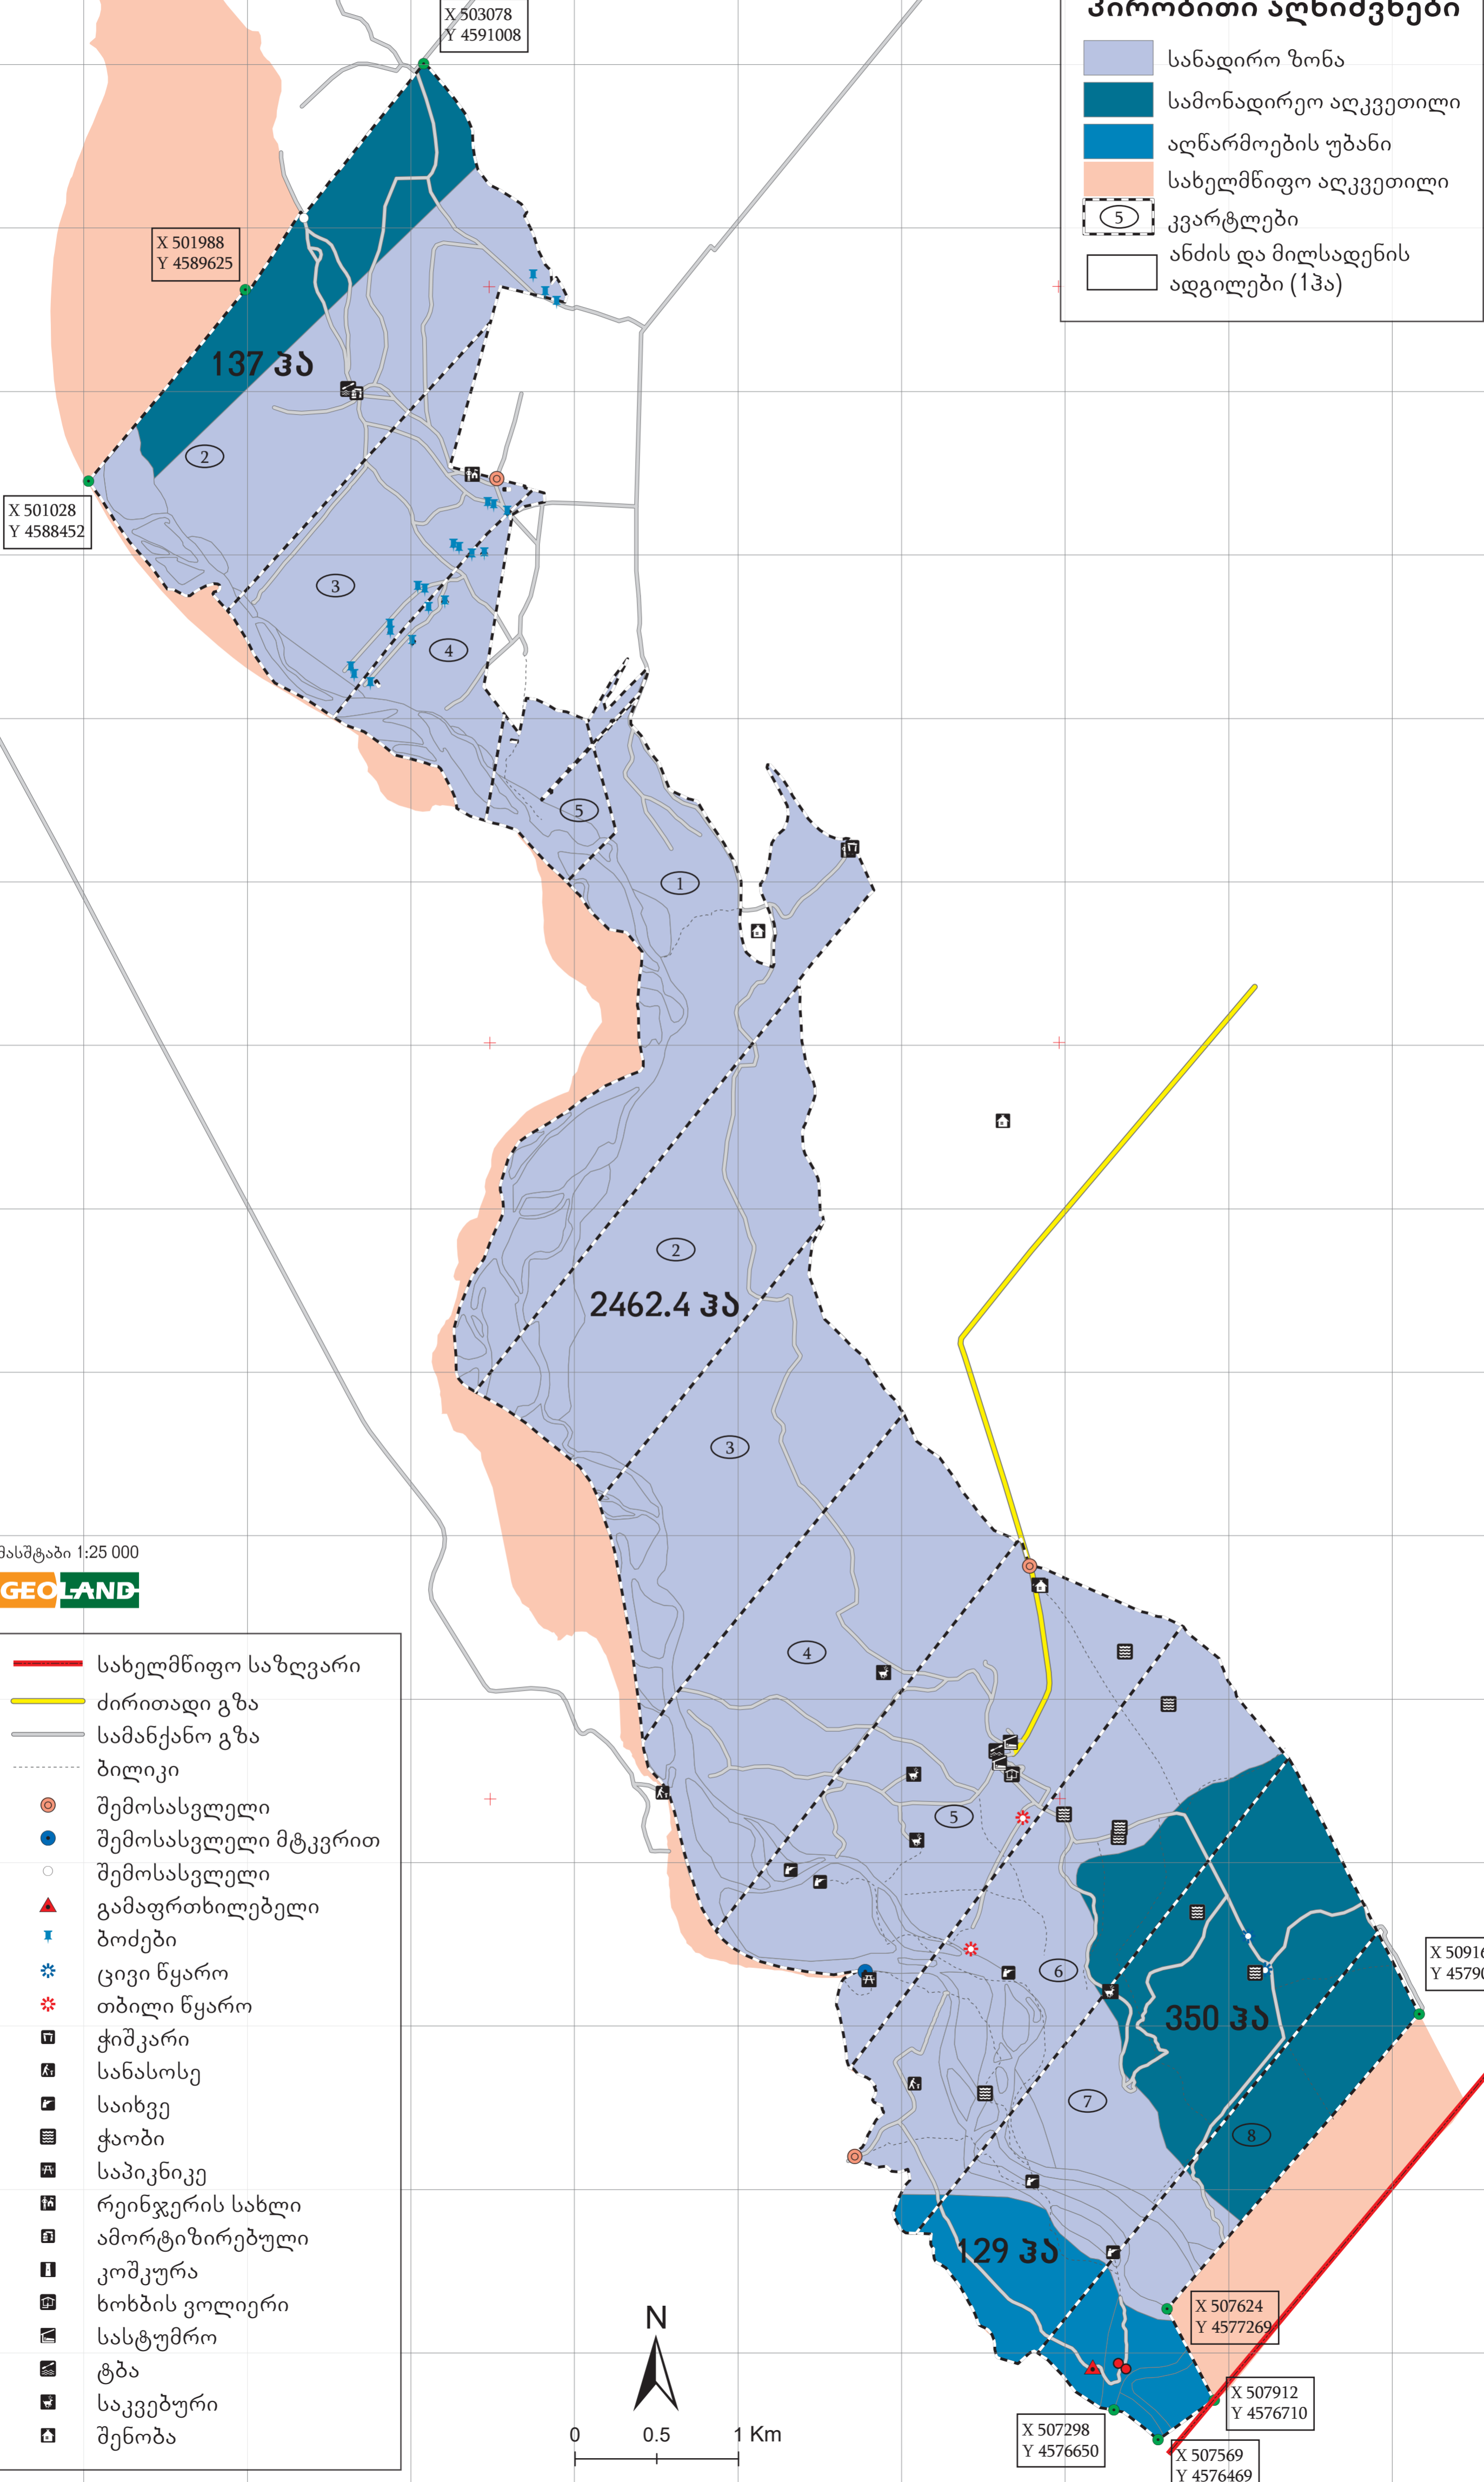 X 503078
Y 4591008
პირობითი აღნიშვნები
სანადირო ზონა
სამონადირეო აღკვეთილი
აღწარმოების უბანი
სახელმწიფო აღკვეთილი
5
კვარტლები
ანძის და მილსადენის
ადგილები (1ჰა)
X 501988
Y 4589625
137 ჰა
2
X 501028
Y 4588452
3
4
5
1
2
2462.4 ჰა
3
მასშტაბი 1:25 000
GEOLAND
4
5
6
350 ჰა
7
8
129 ჰა
სახელმწიფო საზღვარი
ძირითადი გზა
სამანქანო გზა
ბილიკი
შემოსასვლელი
შემოსასვლელი მტკვრით
შემოსასვლელი
გამაფრთხილებელი
ბოძები
ცივი წყარო
თბილი წყარო
ჭიშკარი
სანასოსე
საიხვე
ჭაობი
საპიკნიკე
რეინჯერის სახლი
ამორტიზირებული
კოშკურა
ხოხბის ვოლიერი
სასტუმრო
ტბა
საკვებური
შენობა
X 50916
Y 45790
N
0 0.5 1 Km
X 507624
Y 4577269
X 507912
Y 4576710
X 507298
Y 4576650
X 507569
Y 4576469